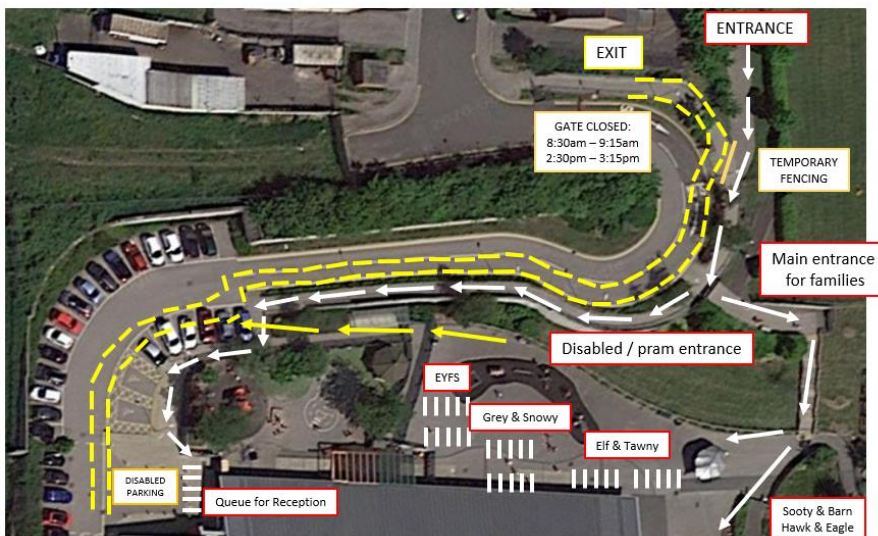 ENTRANCE
EXIT
GATE CLOSED:
8:30am – 9:15am
2:30pm – 3:15pm
TEMPORARY
FENCING
Main entrance
for families
Disabled / pram entrance
EYFS
Grey & Snowy
Elf & Tawny
DISABLED
PARKING
Queue for Reception
Sooty & Barn
Hawk & Eagle